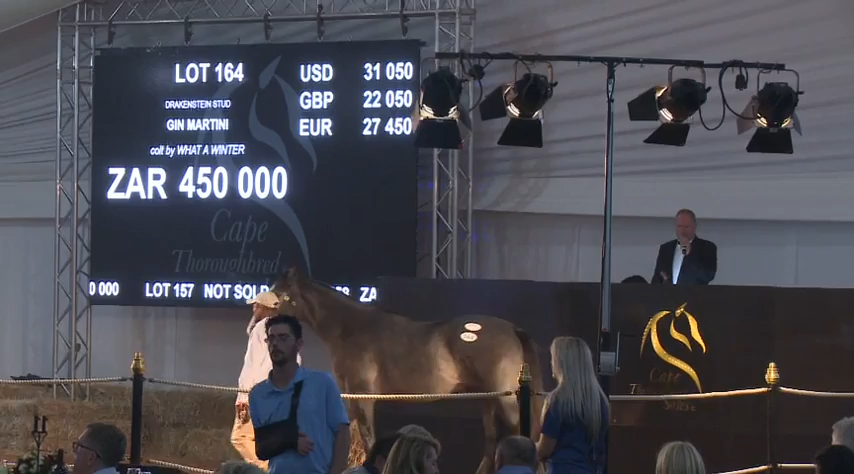 LOT 164
DRAKENSTEIN STUD
GIN MARTINI
colt by WHAT A WINTER
USD 31 050
GBP 22 050
EUR 27 450
ZAR 450 000
Cape
Thoroughbred
0 000 LOT 157 NOT SOLD ZA
Cape